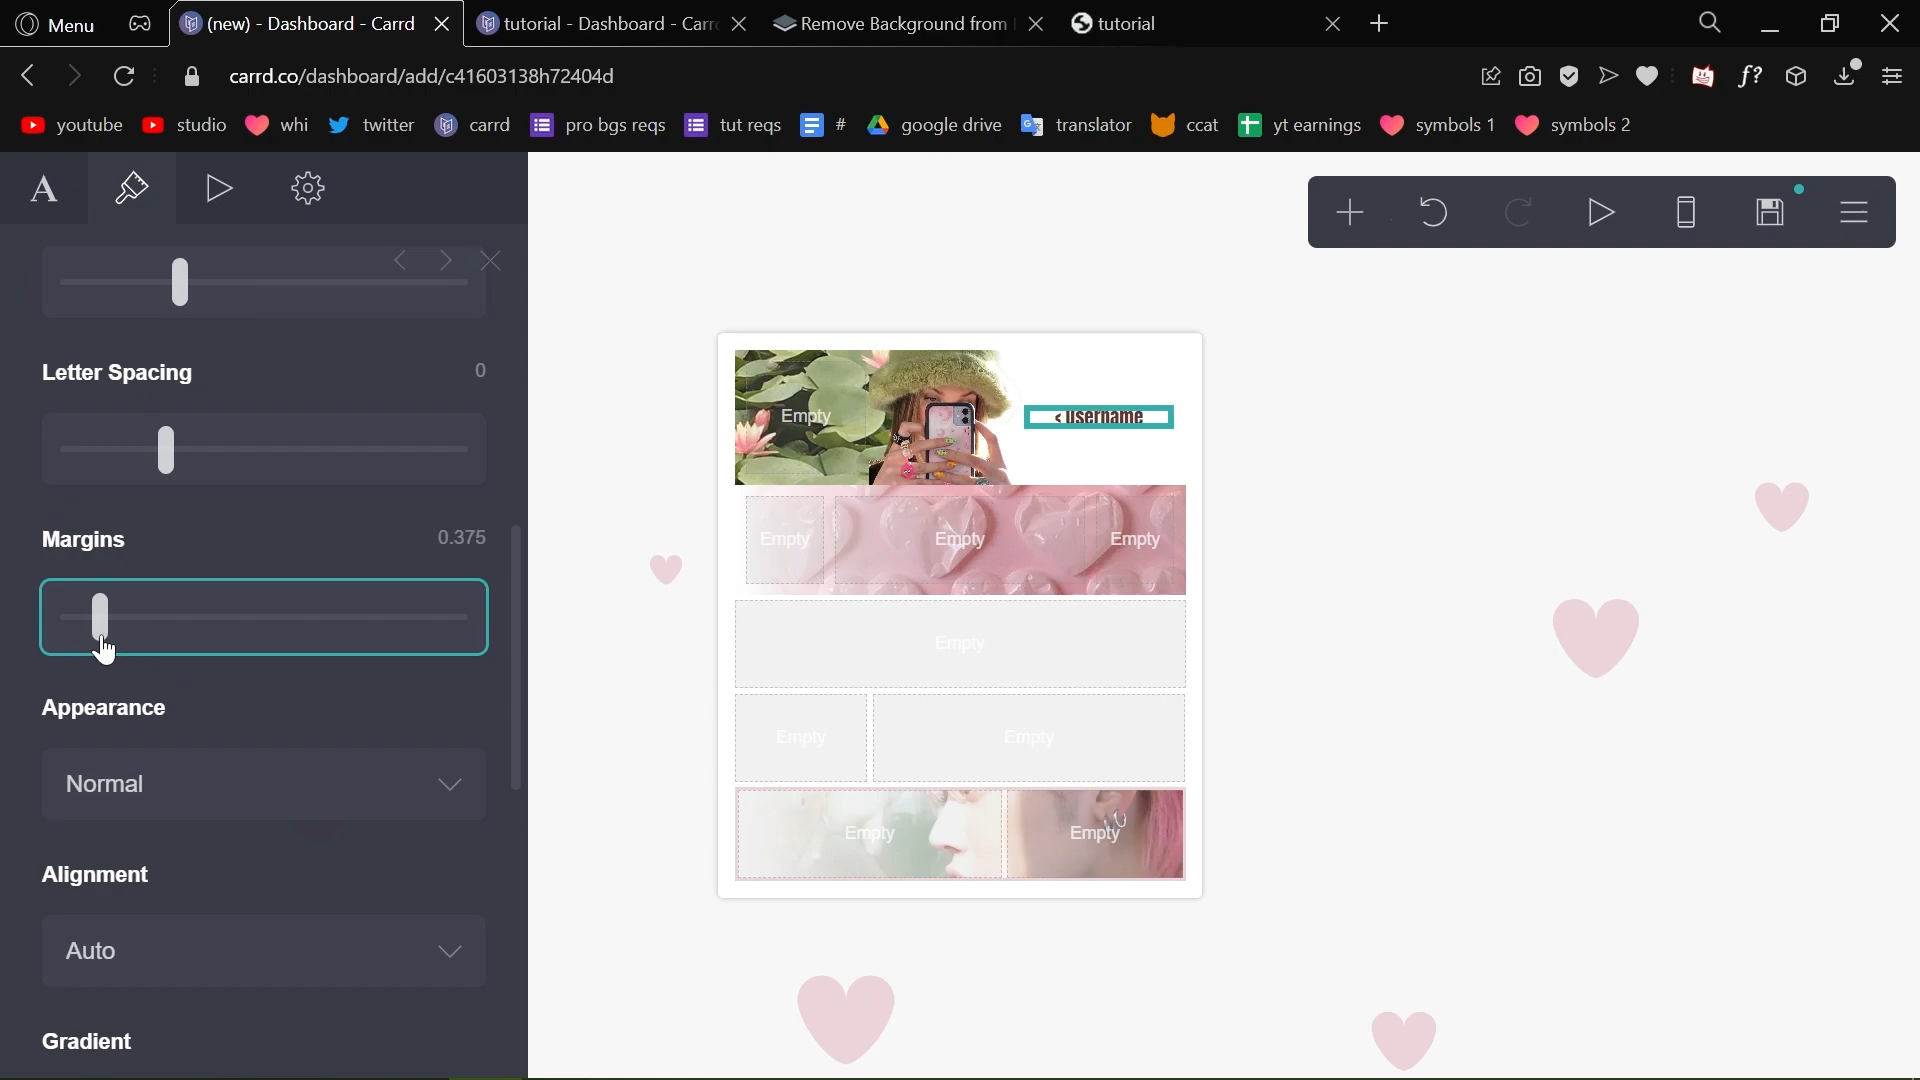 Menu
(new) - Dashboard - Carrd
tutorial - Dashboard - Carr
Remove Background from
tutorial
carrd.co/dashboard/add/c41603138h72404d
youtube
studio
whi
twitter
carrd
pro bgs reqs
tut reqs
#
google drive
translator
ccat
yt earnings
symbols 1
symbols 2
Letter Spacing
0
Margins
0.375
Appearance
Normal
Alignment
Auto
Gradient
Empty
< username
Empty
Empty
Empty
Empty
Empty
Empty
Empty
Empty